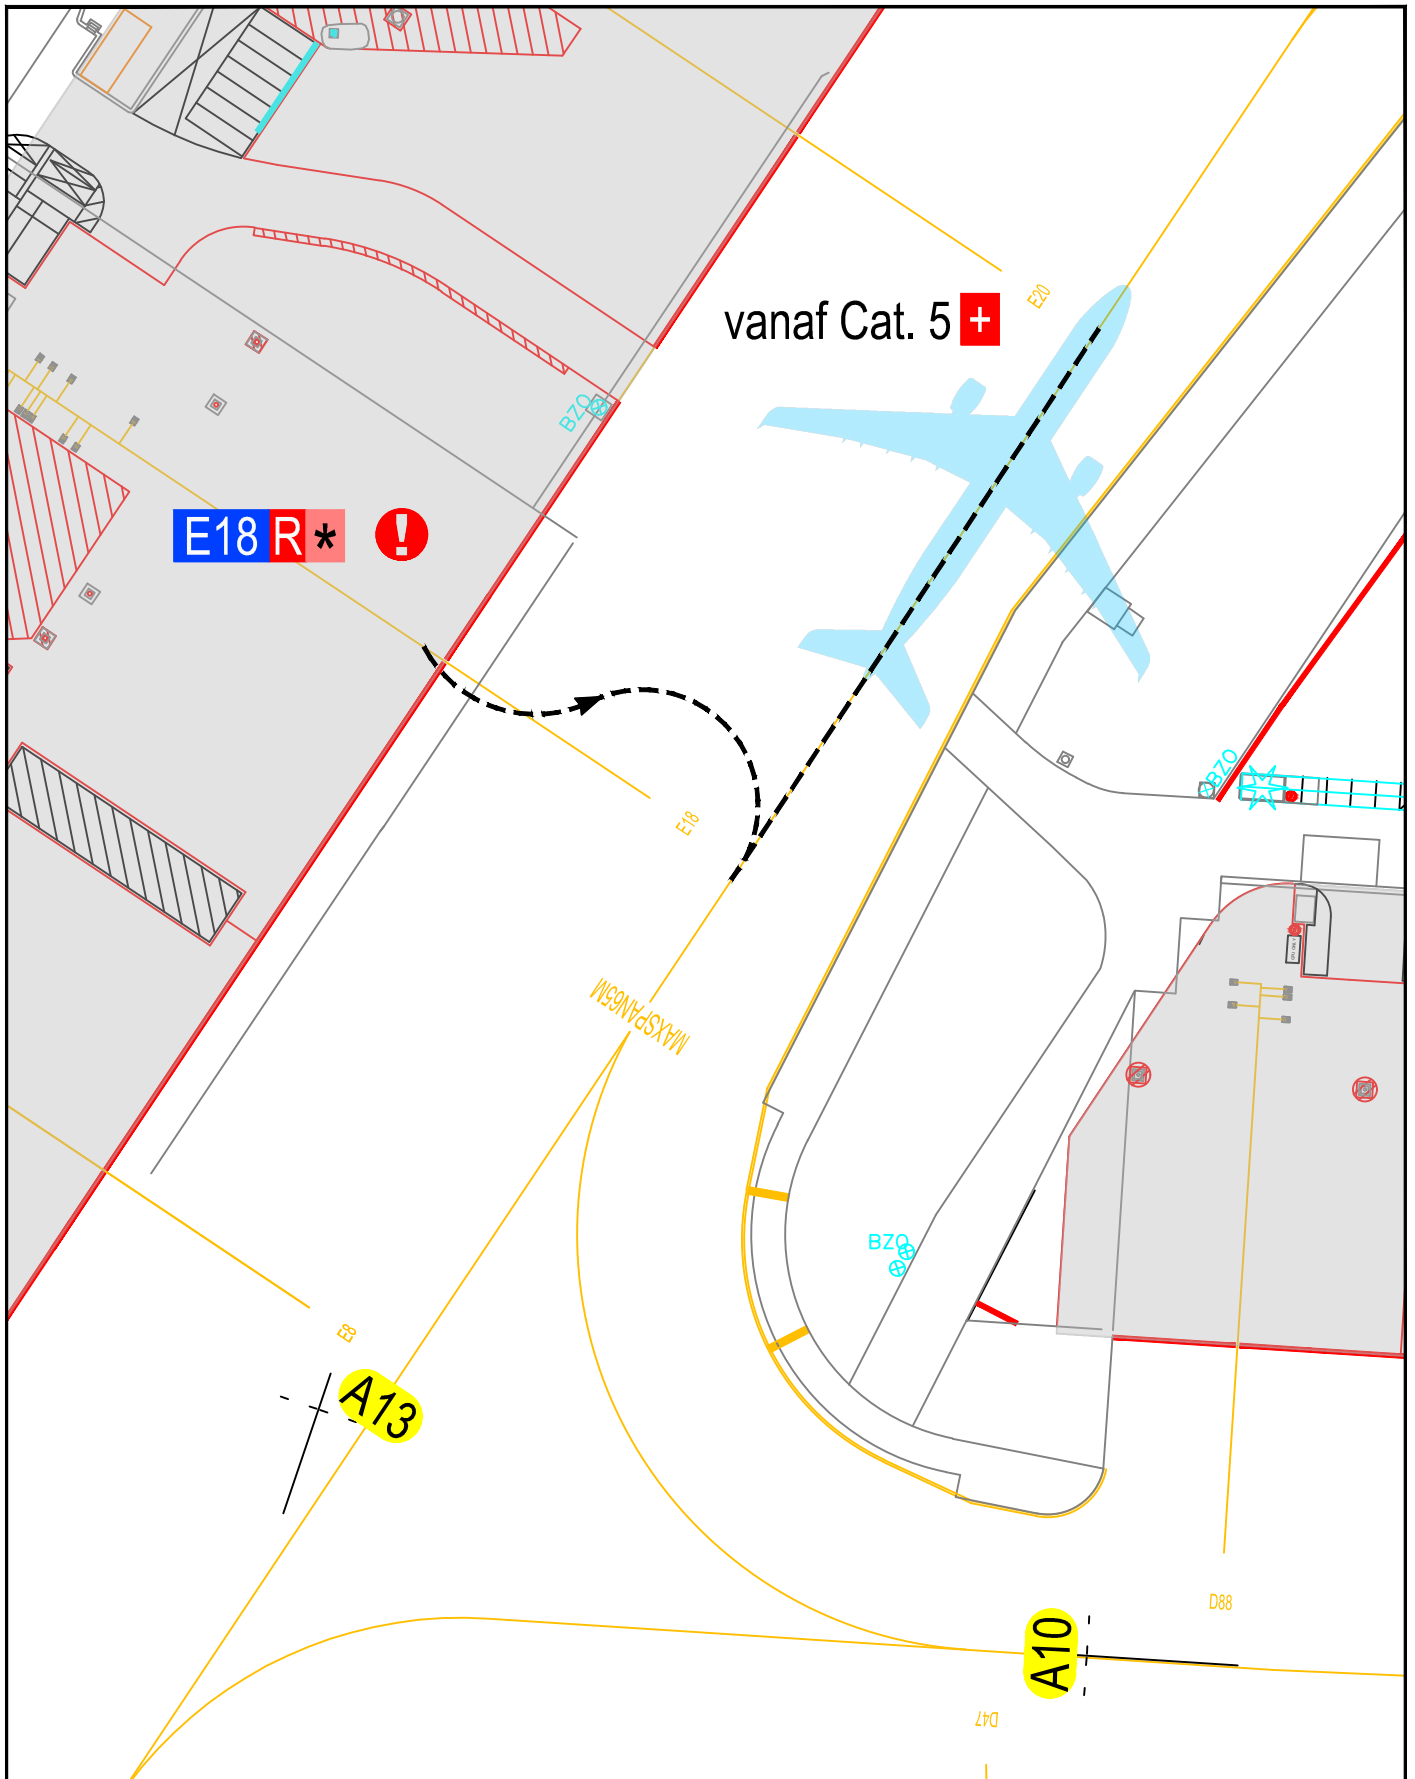 E20
vanaf Cat. 5 +
BZO
E18 R * !
BZO
E18
MAXSPAN65M
BZO
E8
A13
D88
A10
D47